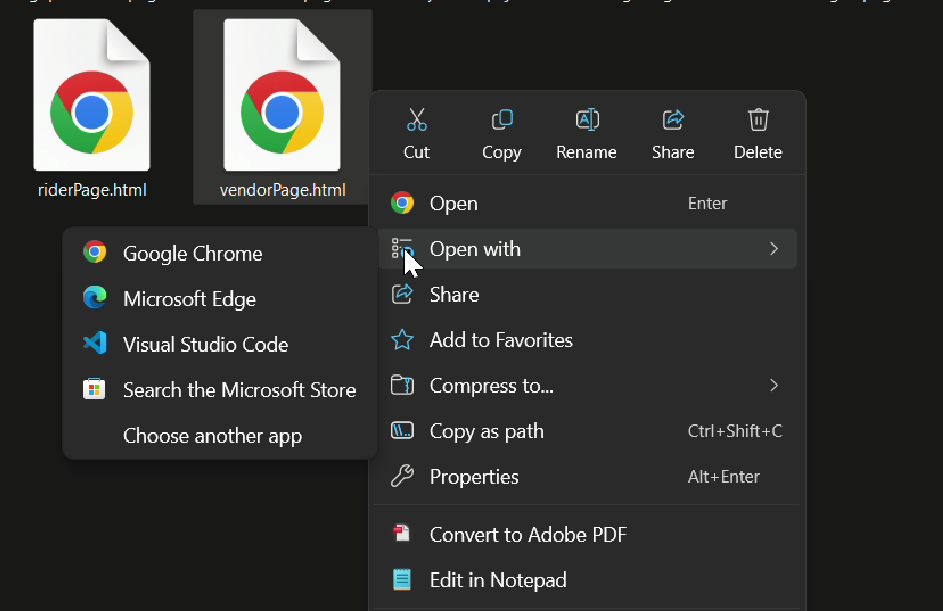 riderPage.html
vendorPage.html
Cut
Copy
Rename
Share
Delete
Open Enter
Open with
Share
Add to Favorites
Compress to...
Copy as path Ctrl+Shift+C
Properties Alt+Enter
Convert to Adobe PDF
Edit in Notepad
Google Chrome
Microsoft Edge
Visual Studio Code
Search the Microsoft Store
Choose another app